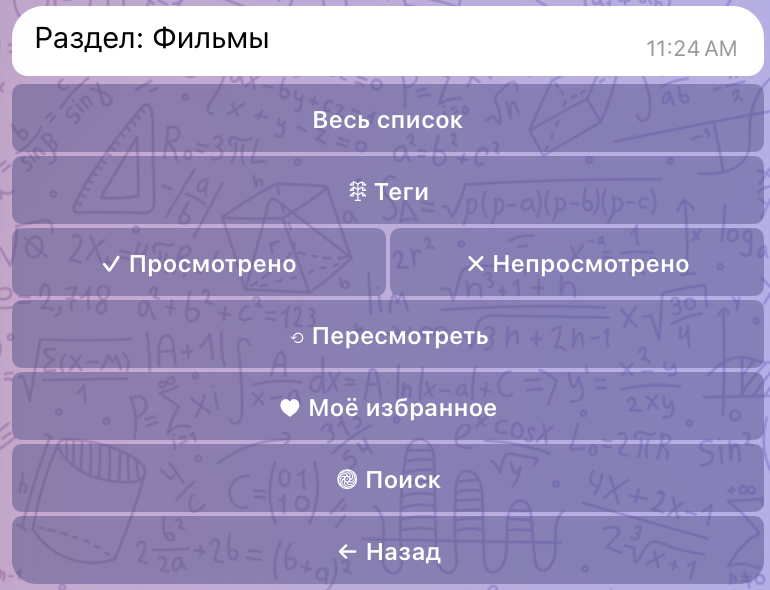 Раздел: Фильмы
11:24 AM
Весь список
𖣂 Теги
✓ Просмотрено
✕ Непросмотрено
⟲ Пересмотреть
♥ Моё избранное
֍ Поиск
← Назад